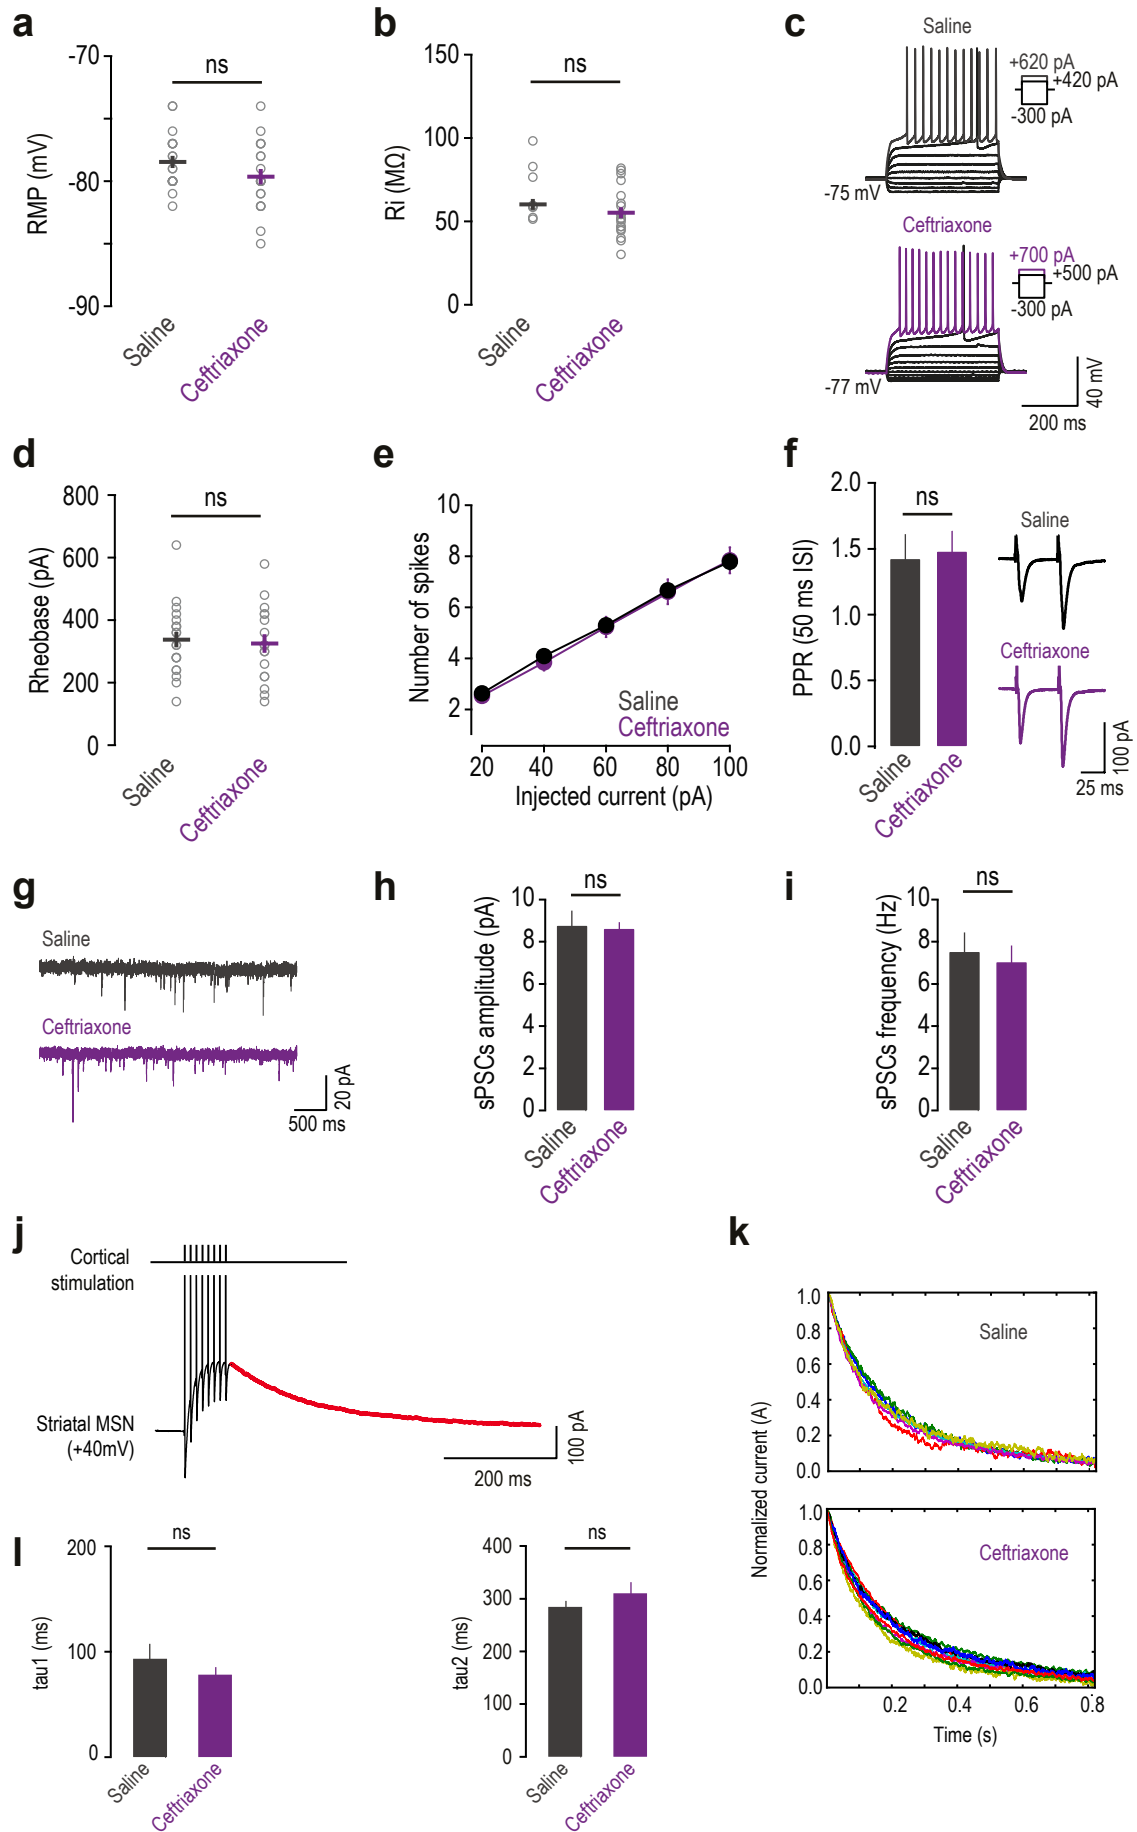 a
-70
-80
-90
RMP (mV)
ns
Saline
Ceftriaxone
b
150
100
50
0
Ri (MΩ)
ns
Saline
Ceftriaxone
c
Saline
+620 pA
+420 pA
-300 pA
-75 mV
Ceftriaxone
+700 pA
+500 pA
-300 pA
-77 mV
40 mV
200 ms
d
800
600
400
200
0
Rheobase (pA)
ns
Saline
Ceftriaxone
e
10
8
6
4
2
Number of spikes
Saline
Ceftriaxone
20 40 60 80 100
Injected current (pA)
f
2.0
1.5
1.0
0.5
0.0
PPR (50 ms ISI)
ns
Saline
Ceftriaxone
Saline
Ceftriaxone
100 pA
25 ms
g
Saline
Ceftriaxone
20 pA
500 ms
h
10
8
6
4
2
0
sPSCs amplitude (pA)
ns
Saline
Ceftriaxone
i
10
8
6
4
2
0
sPSCs frequency (Hz)
ns
Saline
Ceftriaxone
j
Cortical
stimulation
Striatal MSN
(+40mV)
100 pA
200 ms
k
1.0
0.8
0.6
0.4
0.2
0.0
Saline
Normalized current (A)
1.0
0.8
0.6
0.4
0.2
0.0
Ceftriaxone
0.2 0.4 0.6 0.8
Time (s)
l
200
100
0
tau1 (ms)
ns
Saline
Ceftriaxone
400
300
200
100
0
tau2 (ms)
ns
Saline
Ceftriaxone